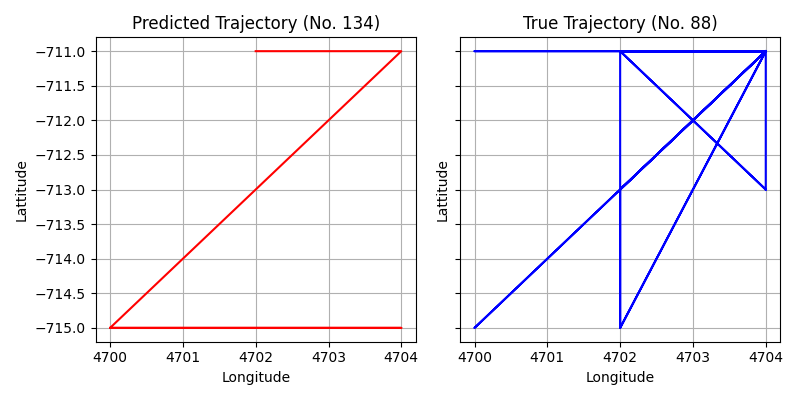 Predicted Trajectory (No. 134)
True Trajectory (No. 88)
−711.0
−711.5
−712.0
−712.5
−713.0
−713.5
−714.0
−714.5
−715.0
Lattitude
Lattitude
4700 4701 4702 4703 4704
4700 4701 4702 4703 4704
Longitude
Longitude